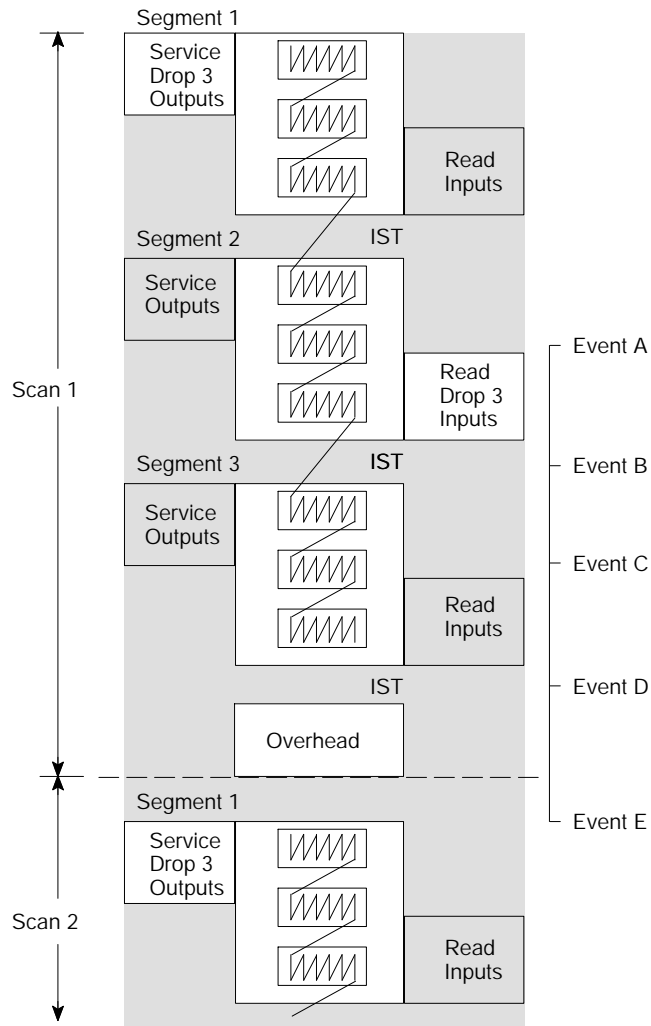 Segment 1
Service
Drop 3
Outputs
Read
Inputs
IST
Segment 2
Service
Outputs
Event A
Read
Drop 3
Inputs
Scan 1
IST
Event B
Segment 3
Service
Outputs
Event C
Read
Inputs
IST
Event D
Overhead
Segment 1
Event E
Service
Drop 3
Outputs
Scan 2
Read
Inputs